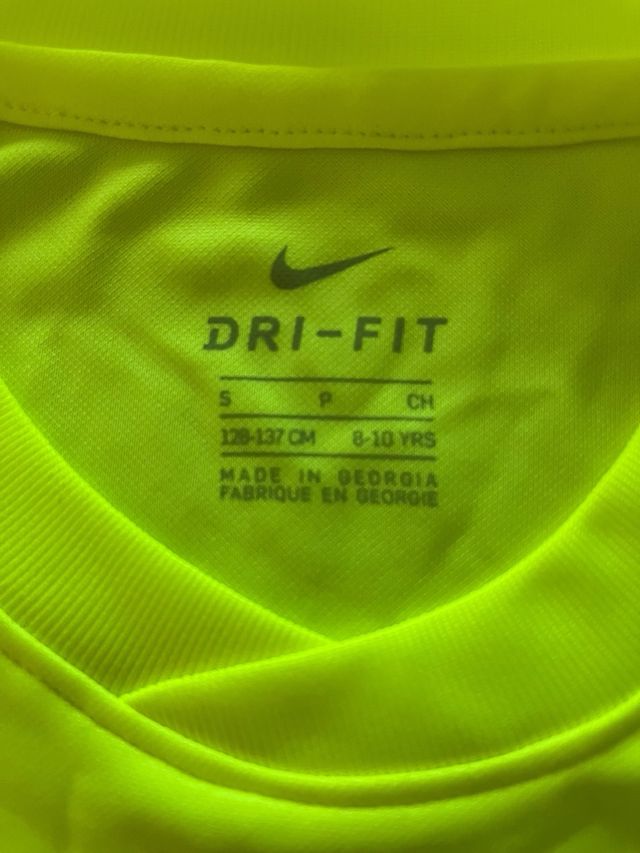 DRI-FIT
S P CH
128-137 CM 8-10 YRS
MADE IN GEORGIA
FABRIQUE EN GEORGIE